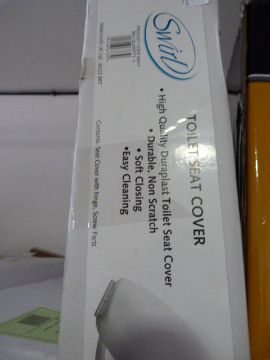 Swirl
TOILET SEAT COVER
• High Quality Duraplast Toilet Seat Cover
• Durable, Non Scratch
• Soft Closing
• Easy Cleaning
Contents: Seat Cover with hinge, Screw Parts